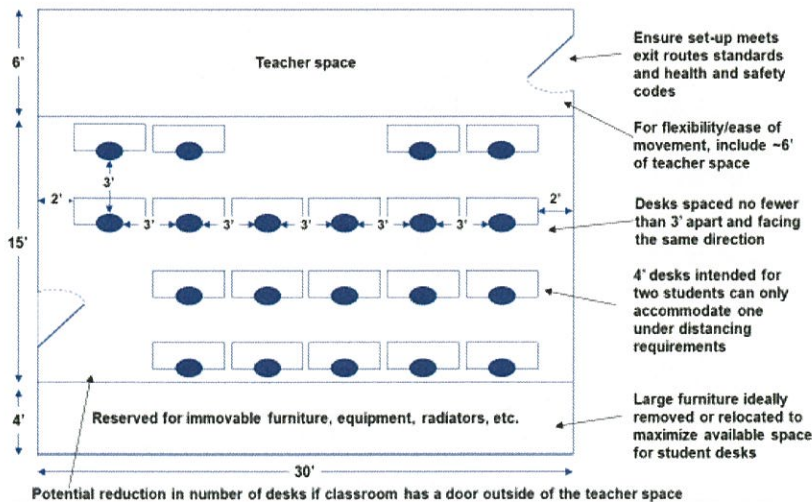 Teacher space
6'
Ensure set-up meets
exit routes standards
and health and safety
codes
For flexibility/ease of
movement, include ~6'
of teacher space
3'
2'
2'
3'
3'
3'
3'
3'
15'
Desks spaced no fewer
than 3' apart and facing
the same direction
4' desks intended for
two students can only
accommodate one
under distancing
requirements
4'
Reserved for immovable furniture, equipment, radiators, etc.
Large furniture ideally
removed or relocated to
maximize available space
for student desks
30'
Potential reduction in number of desks if classroom has a door outside of the teacher space